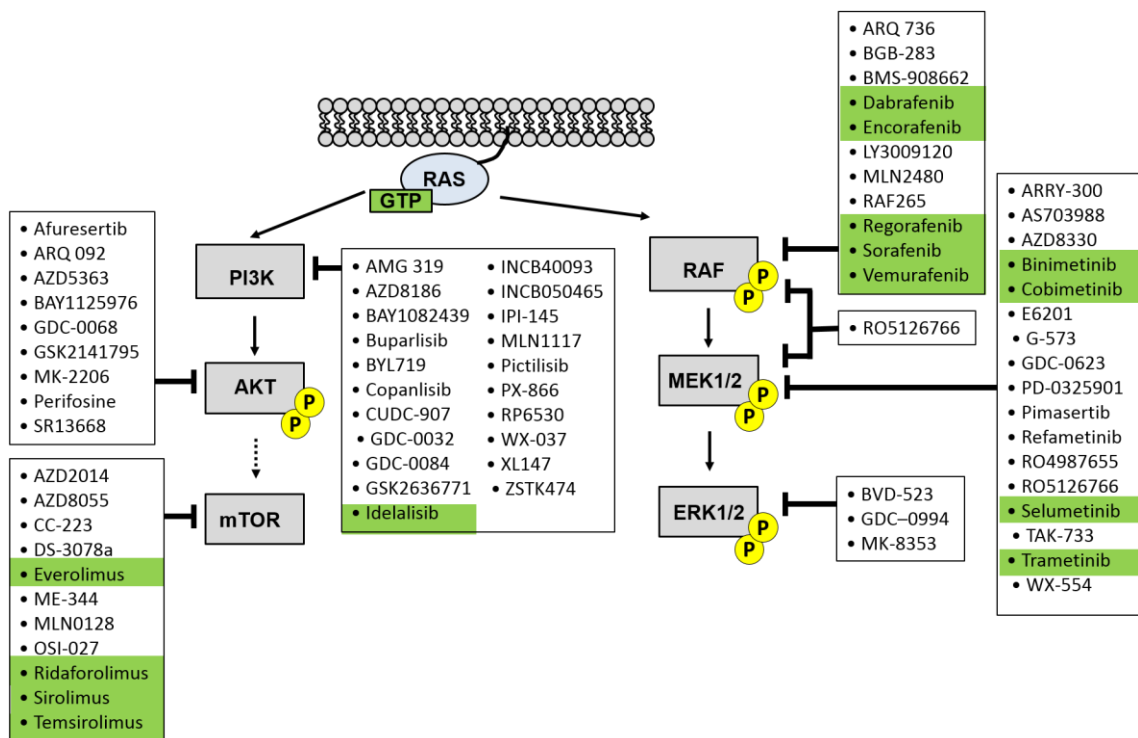 RAS
GTP
PI3K
AKT
P
P
mTOR
RAF
P
P
MEK1/2
P
P
ERK1/2
P
P
• Afuresertib
• ARQ 092
• AZD5363
• BAY1125976
• GDC-0068
• GSK2141795
• MK-2206
• Perifosine
• SR13668
• AZD2014
• AZD8055
• CC-223
• DS-3078a
• Everolimus
• ME-344
• MLN0128
• OSI-027
• Ridaforolimus
• Sirolimus
• Temsirolimus
• AMG 319
• AZD8186
• BAY1082439
• Buparlisib
• BYL719
• Copanlisib
• CUDC-907
• GDC-0032
• GDC-0084
• GSK2636771
• Idelalisib
• INCB40093
• INCB050465
• IPI-145
• MLN1117
• Pictilisib
• PX-866
• RP6530
• WX-037
• XL147
• ZSTK474
• ARQ 736
• BGB-283
• BMS-908662
• Dabrafenib
• Encorafenib
• LY3009120
• MLN2480
• RAF265
• Regorafenib
• Sorafenib
• Vemurafenib
• RO5126766
• ARRY-300
• AS703988
• AZD8330
• Binimetinib
• Cobimetinib
• E6201
• G-573
• GDC-0623
• PD-0325901
• Pimasertib
• Refametinib
• RO4987655
• RO5126766
• Selumetinib
• TAK-733
• Trametinib
• WX-554
• BVD-523
• GDC–0994
• MK-8353